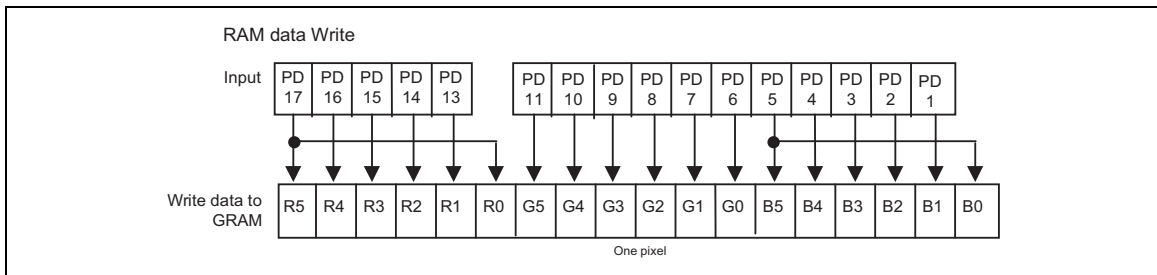 RAM data Write
Input PD 17 PD 16 PD 15 PD 14 PD 13 PD 11 PD 10 PD 9 PD 8 PD 7 PD 6 PD 5 PD 4 PD 3 PD 2 PD 1
Write data to GRAM R5 R4 R3 R2 R1 R0 G5 G4 G3 G2 G1 G0 B5 B4 B3 B2 B1 B0
One pixel